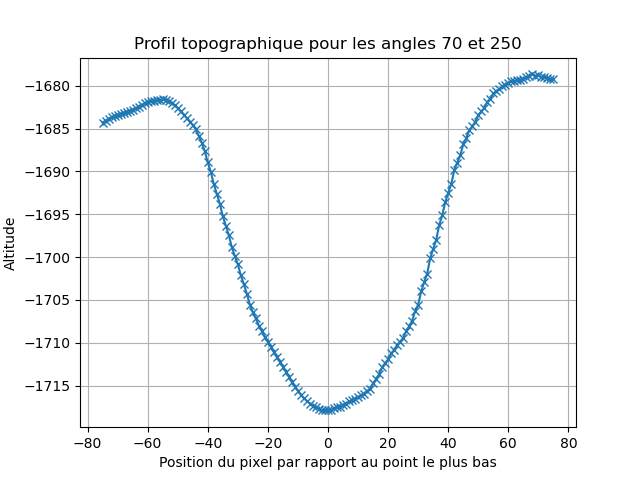 Profil topographique pour les angles 70 et 250
−1680
−1685
−1690
−1695
−1700
−1705
−1710
−1715
Altitude
−80 −60 −40 −20 0 20 40 60 80
Position du pixel par rapport au point le plus bas